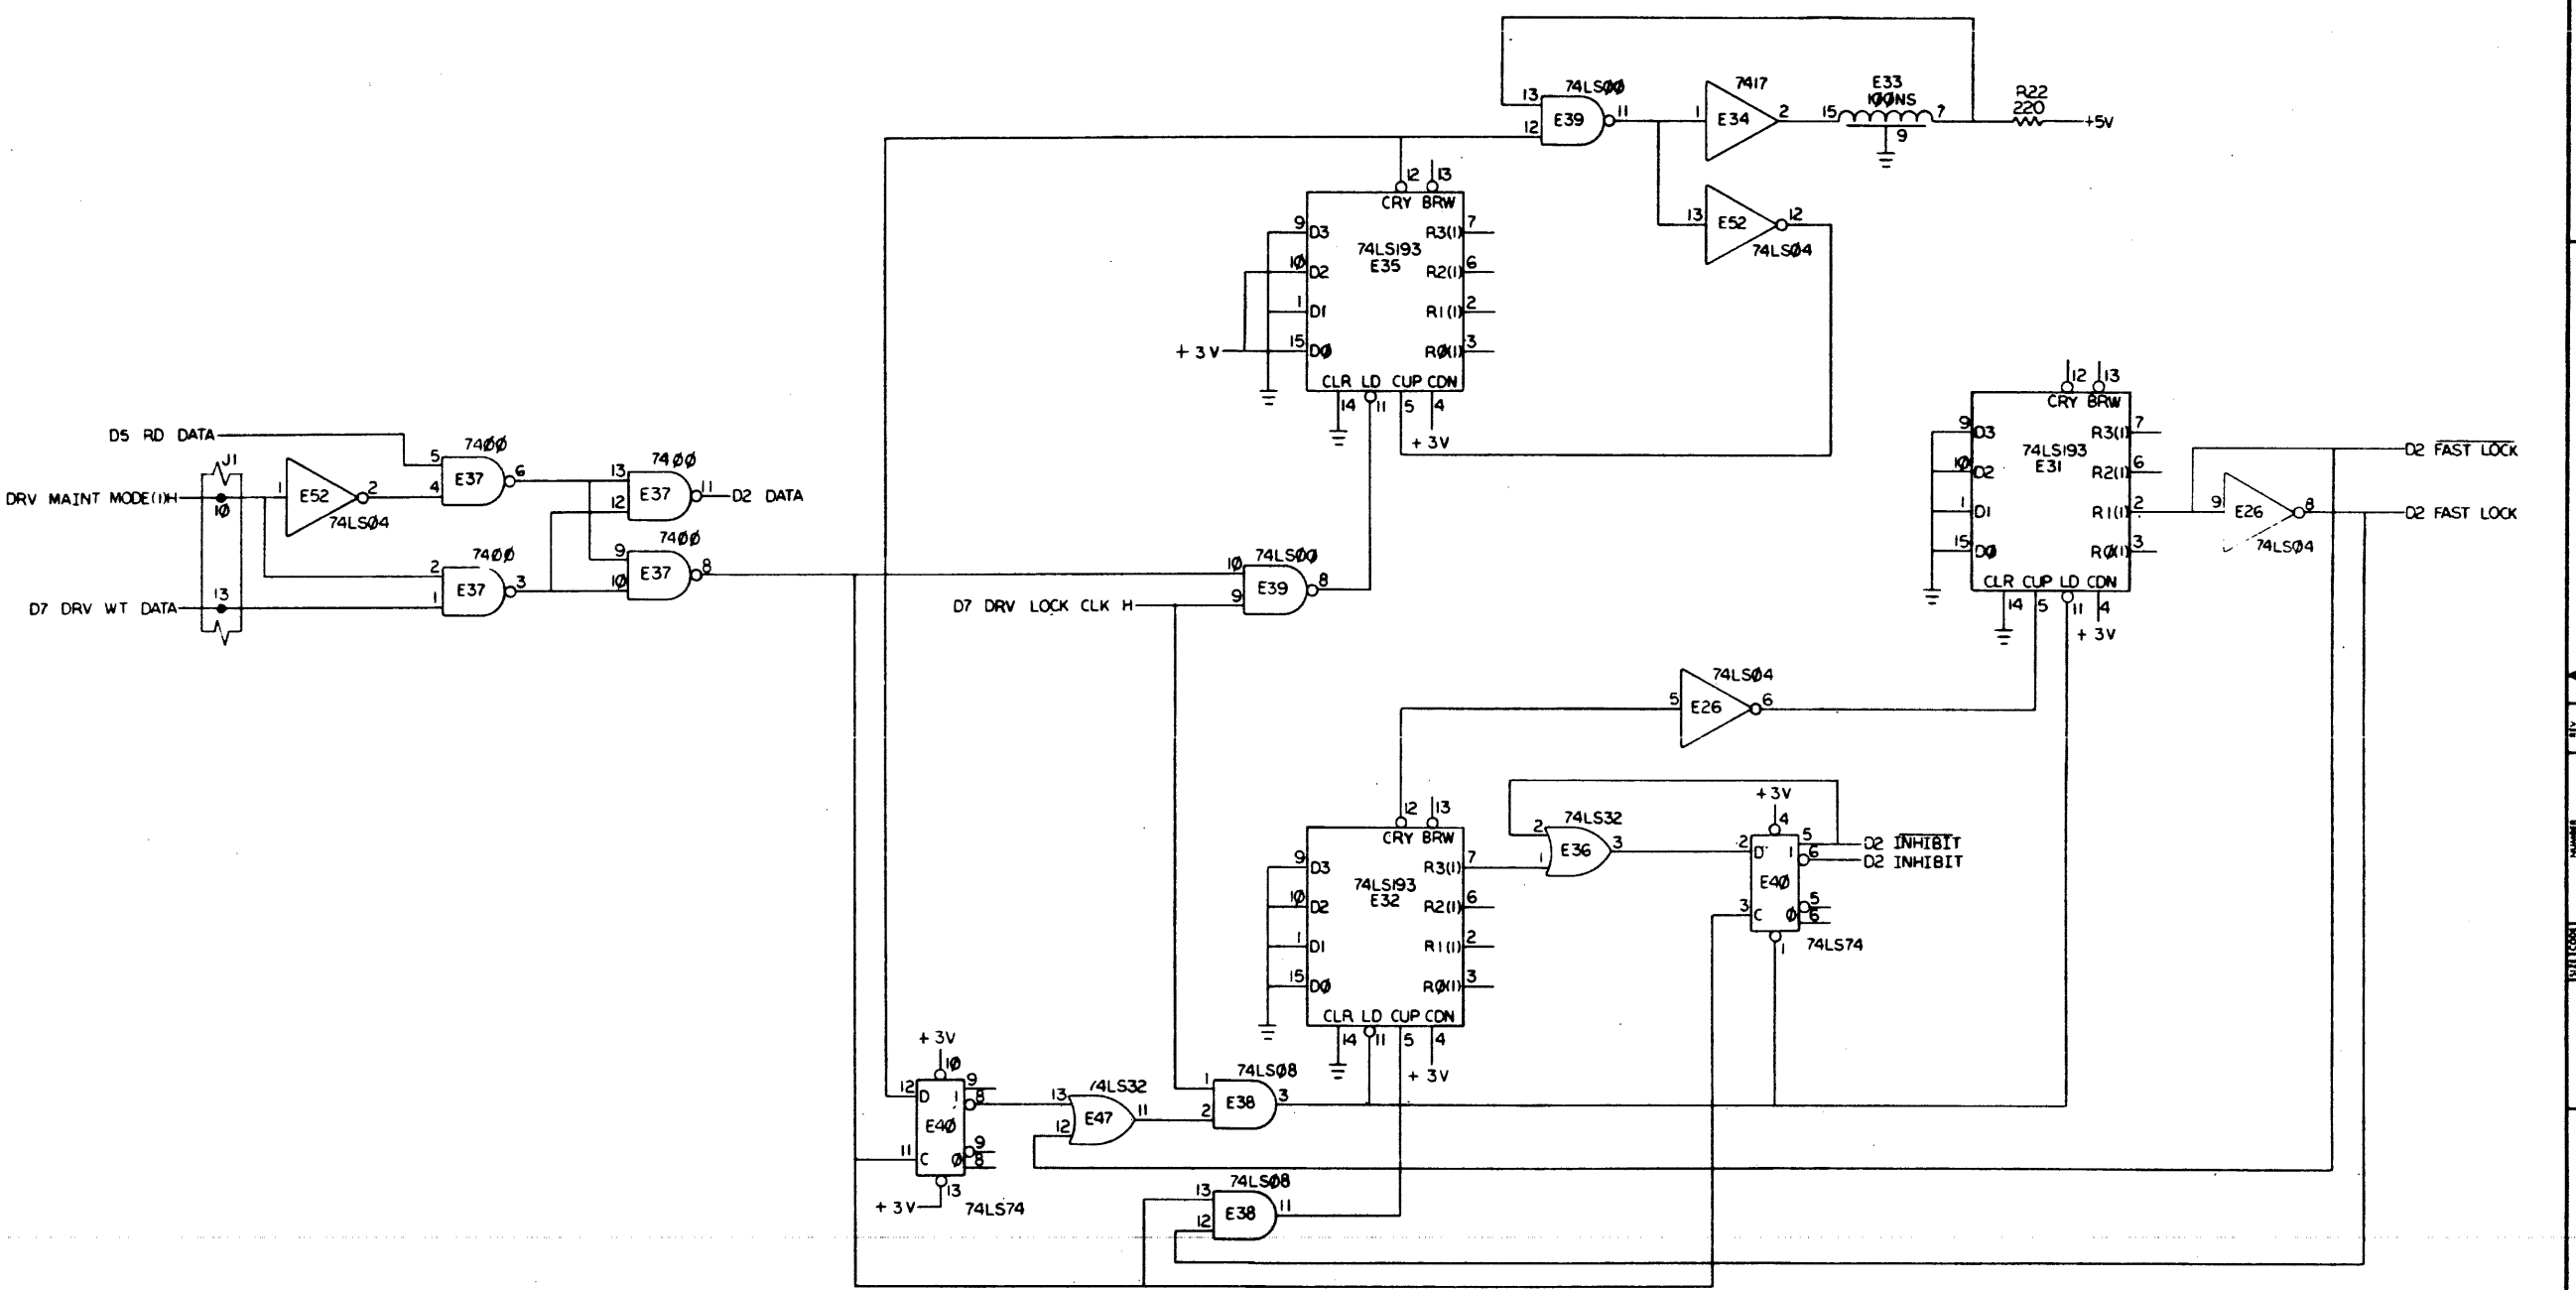 74LS00
13
12
E39
11
7417
1
E34
2
E33
100NS
15
7
9
R22
220
+5V
12
13
CRY BRW
13
E52
12
74LS04
9
D3
10
D2
1
D1
15
D0
+3V
74LS193
E35
R3(1)
7
R2(1)
6
R1(1)
2
R0(1)
3
CLR LD CUP CDN
14
11
5
4
+3V
D5 RD DATA
J1
DRV MAINT MODE(1)H
10
1
E52
2
74LS04
7400
5
4
E37
6
7400
13
12
E37
11
D2 DATA
7400
9
10
E37
8
7400
2
1
E37
3
D7 DRV WT DATA
13
74LS00
10
9
E39
8
D7 DRV LOCK CLK H
12
13
CRY BRW
9
D3
10
D2
1
D1
15
D0
74LS193
E31
R3(1)
7
R2(1)
6
R1(1)
2
R0(1)
3
CLR CUP LD CDN
14
5
11
4
+3V
D2 FAST LOCK
9
E26
8
74LS04
D2 FAST LOCK
74LS04
5
E26
6
12
13
CRY BRW
9
D3
10
D2
1
D1
15
D0
74LS193
E32
R3(1)
7
R2(1)
6
R1(1)
2
R0(1)
3
CLR LD CUP CDN
14
11
5
4
+3V
74LS32
2
1
E36
3
+3V
4
2
D
1
5
D2 INHIBIT
6
D2 INHIBIT
E40
3
C
0
5
6
1
74LS74
+3V
10
12
D
1
9
8
E40
11
C
0
9
8
13
+3V
74LS74
74LS32
13
12
E47
11
74LS08
1
2
E38
3
74LS08
13
12
E38
11
REV
NUMBER